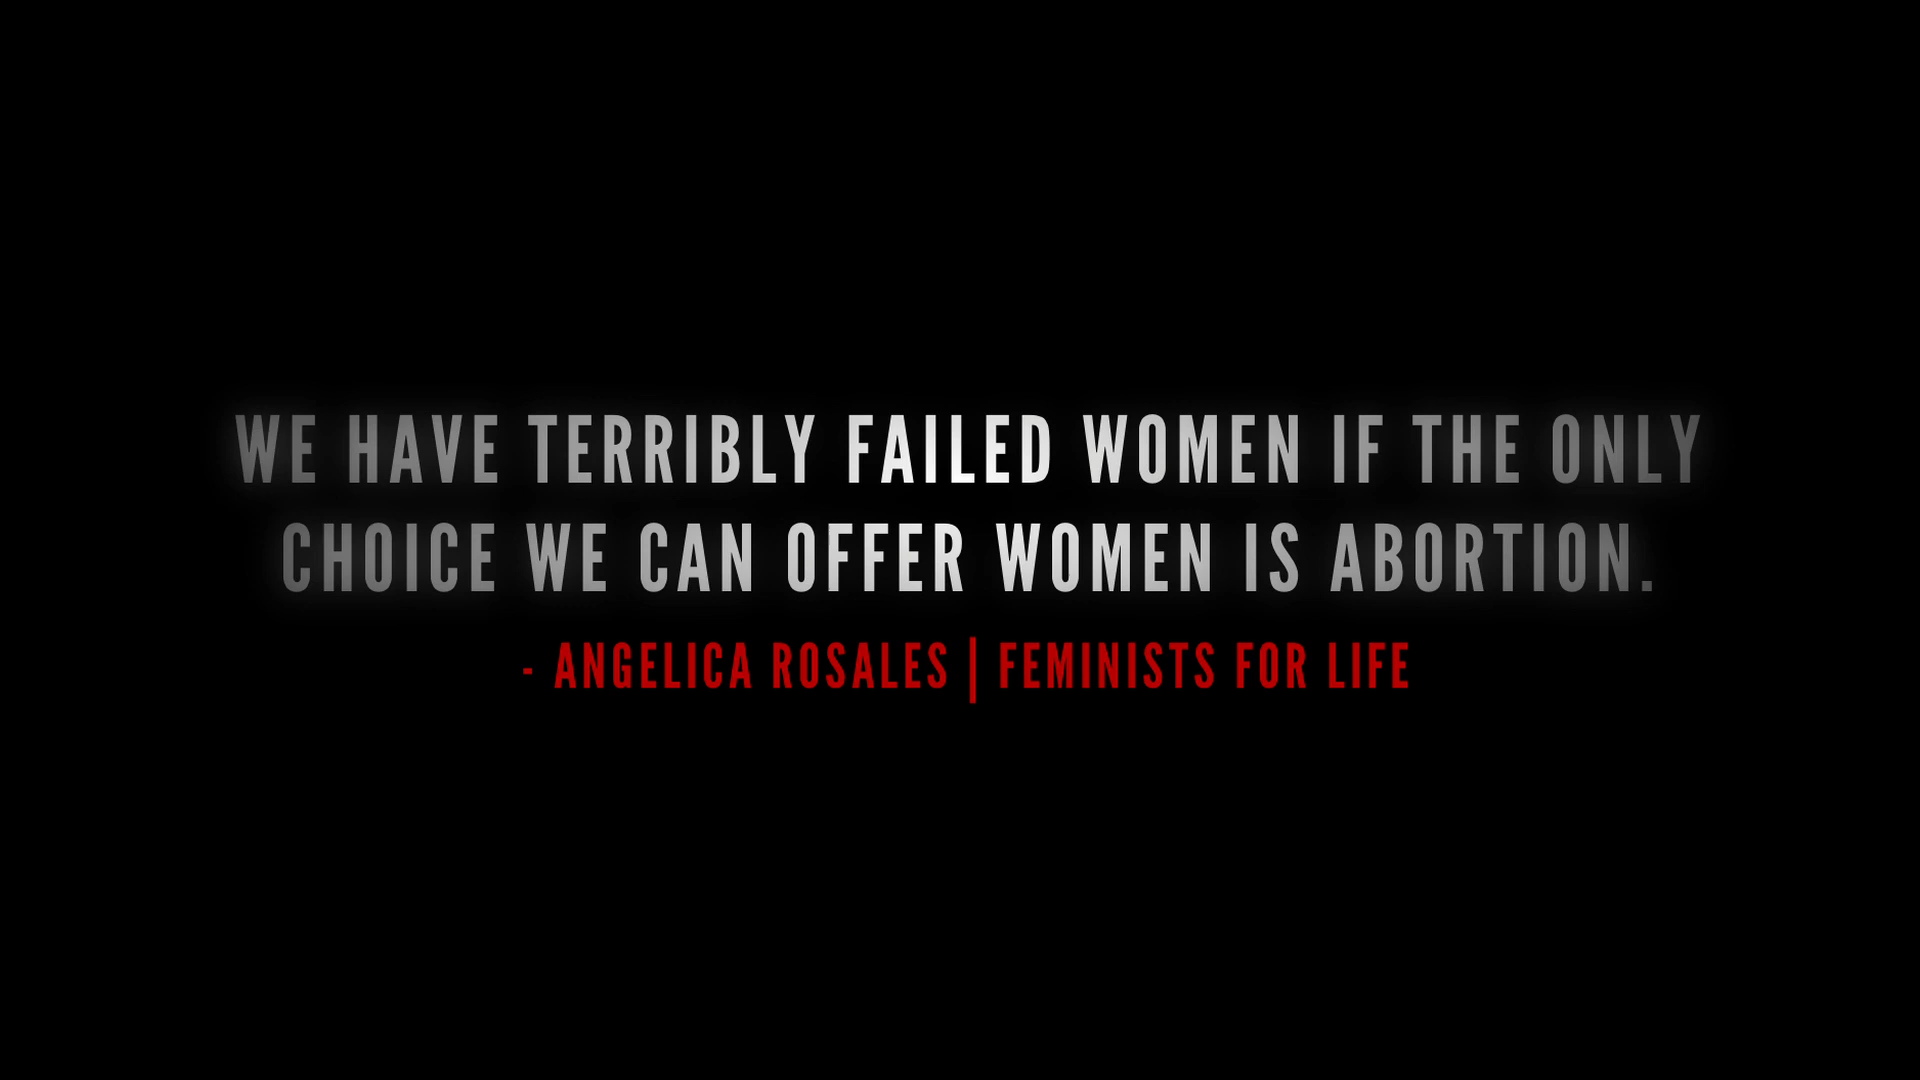 WE HAVE TERRIBLY FAILED WOMEN IF THE ONLY
CHOICE WE CAN OFFER WOMEN IS ABORTION.
- ANGELICA ROSALES | FEMINISTS FOR LIFE